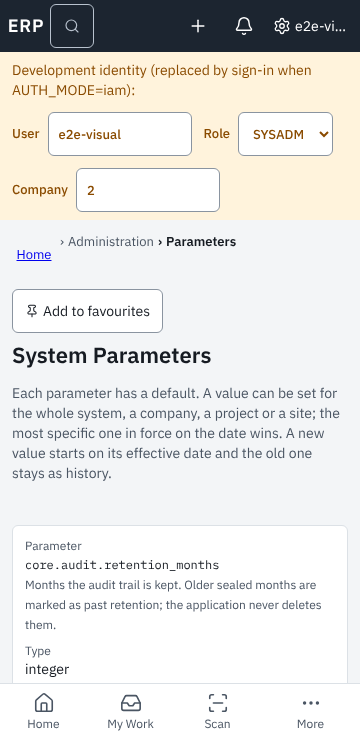 ERP
e2e-vi...
Development identity (replaced by sign-in when
AUTH_MODE=iam):
User e2e-visual Role SYSADM
Company 2
Home › Administration › Parameters
Add to favourites
System Parameters
Each parameter has a default. A value can be set for
the whole system, a company, a project or a site; the
most specific one in force on the date wins. A new
value starts on its effective date and the old one
stays as history.
Parameter
core.audit.retention_months
Months the audit trail is kept. Older sealed months are
marked as past retention; the application never deletes
them.
Type
integer
Home My Work Scan More